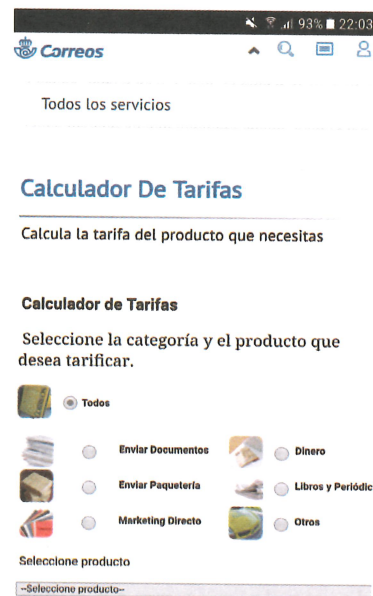 93% 22:03
Correos
Todos los servicios
Calculador De Tarifas
Calcula la tarifa del producto que necesitas
Calculador de Tarifas
Seleccione la categoría y el producto que
desea tarificar.
Todos
Enviar Documentos
Dinero
Enviar Paquetería
Libros y Periódic
Marketing Directo
Otros
Seleccione producto
--Seleccione producto--